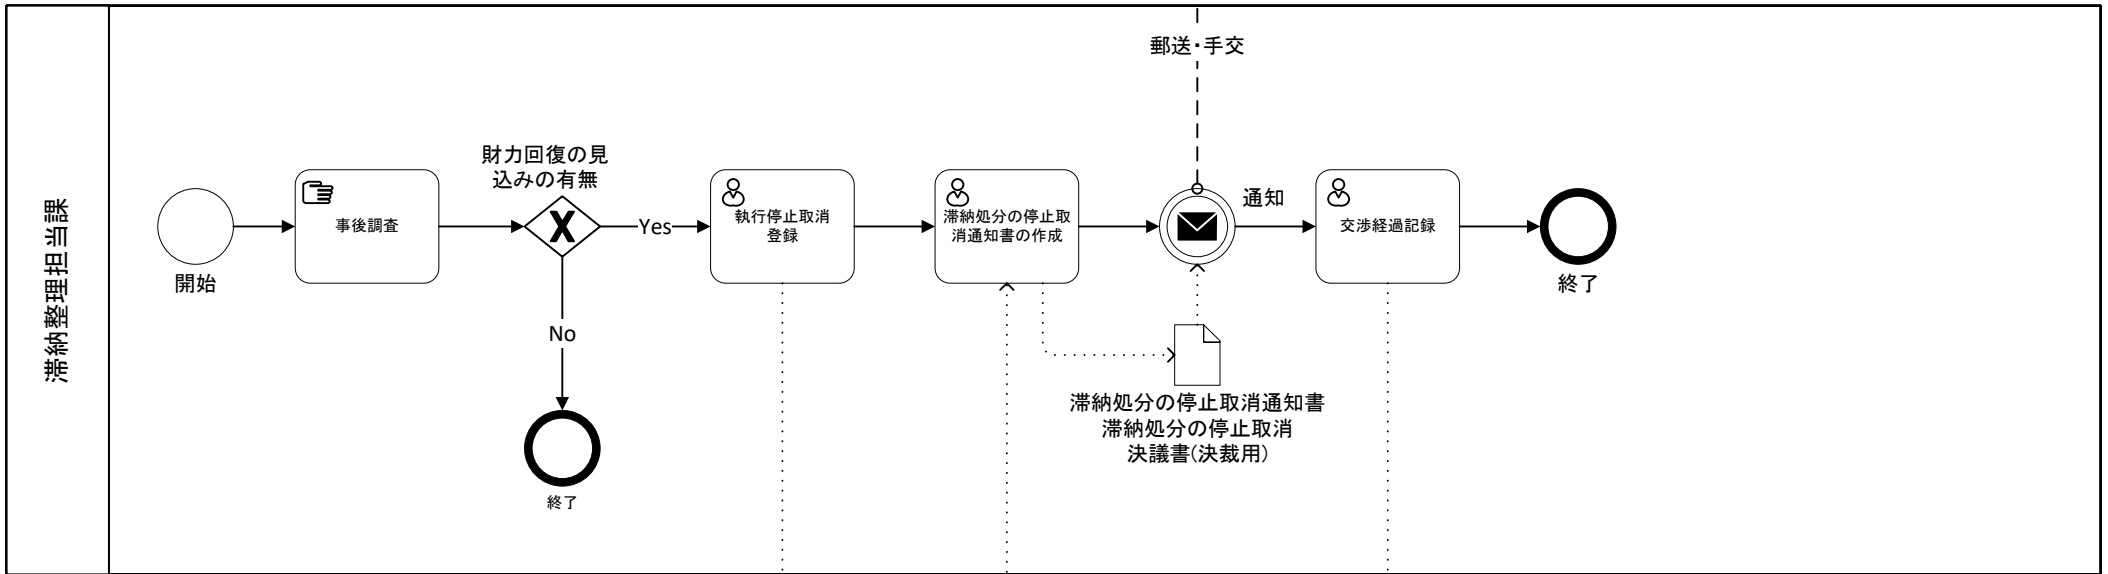 郵送・手交
滞納整理担当課
財力回復の見
込みの有無
事後調査
Yes
執行停止取消
登録
滞納処分の停止取
消通知書の作成
通知
交渉経過記録
開始
終了
No
滞納処分の停止取消通知書
滞納処分の停止取消
決議書(決裁用)
終了